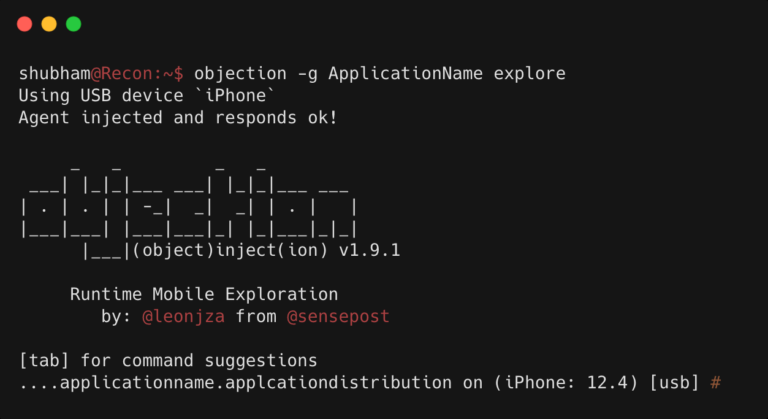 shubham@Recon:~$ objection -g ApplicationName explore
Using USB device `iPhone`
Agent injected and responds ok!
     _   _         _   _
 ___| |_|_|___ ___| |_|_|___ ___
| . | . | | -_|  _|  _| | . |   |
|___|___| |___|___|_| |_|___|_|_|
      |___|(object)inject(ion) v1.9.1
Runtime Mobile Exploration
by: @leonjza from @sensepost
[tab] for command suggestions
....applicationname.applcationdistribution on (iPhone: 12.4) [usb] #